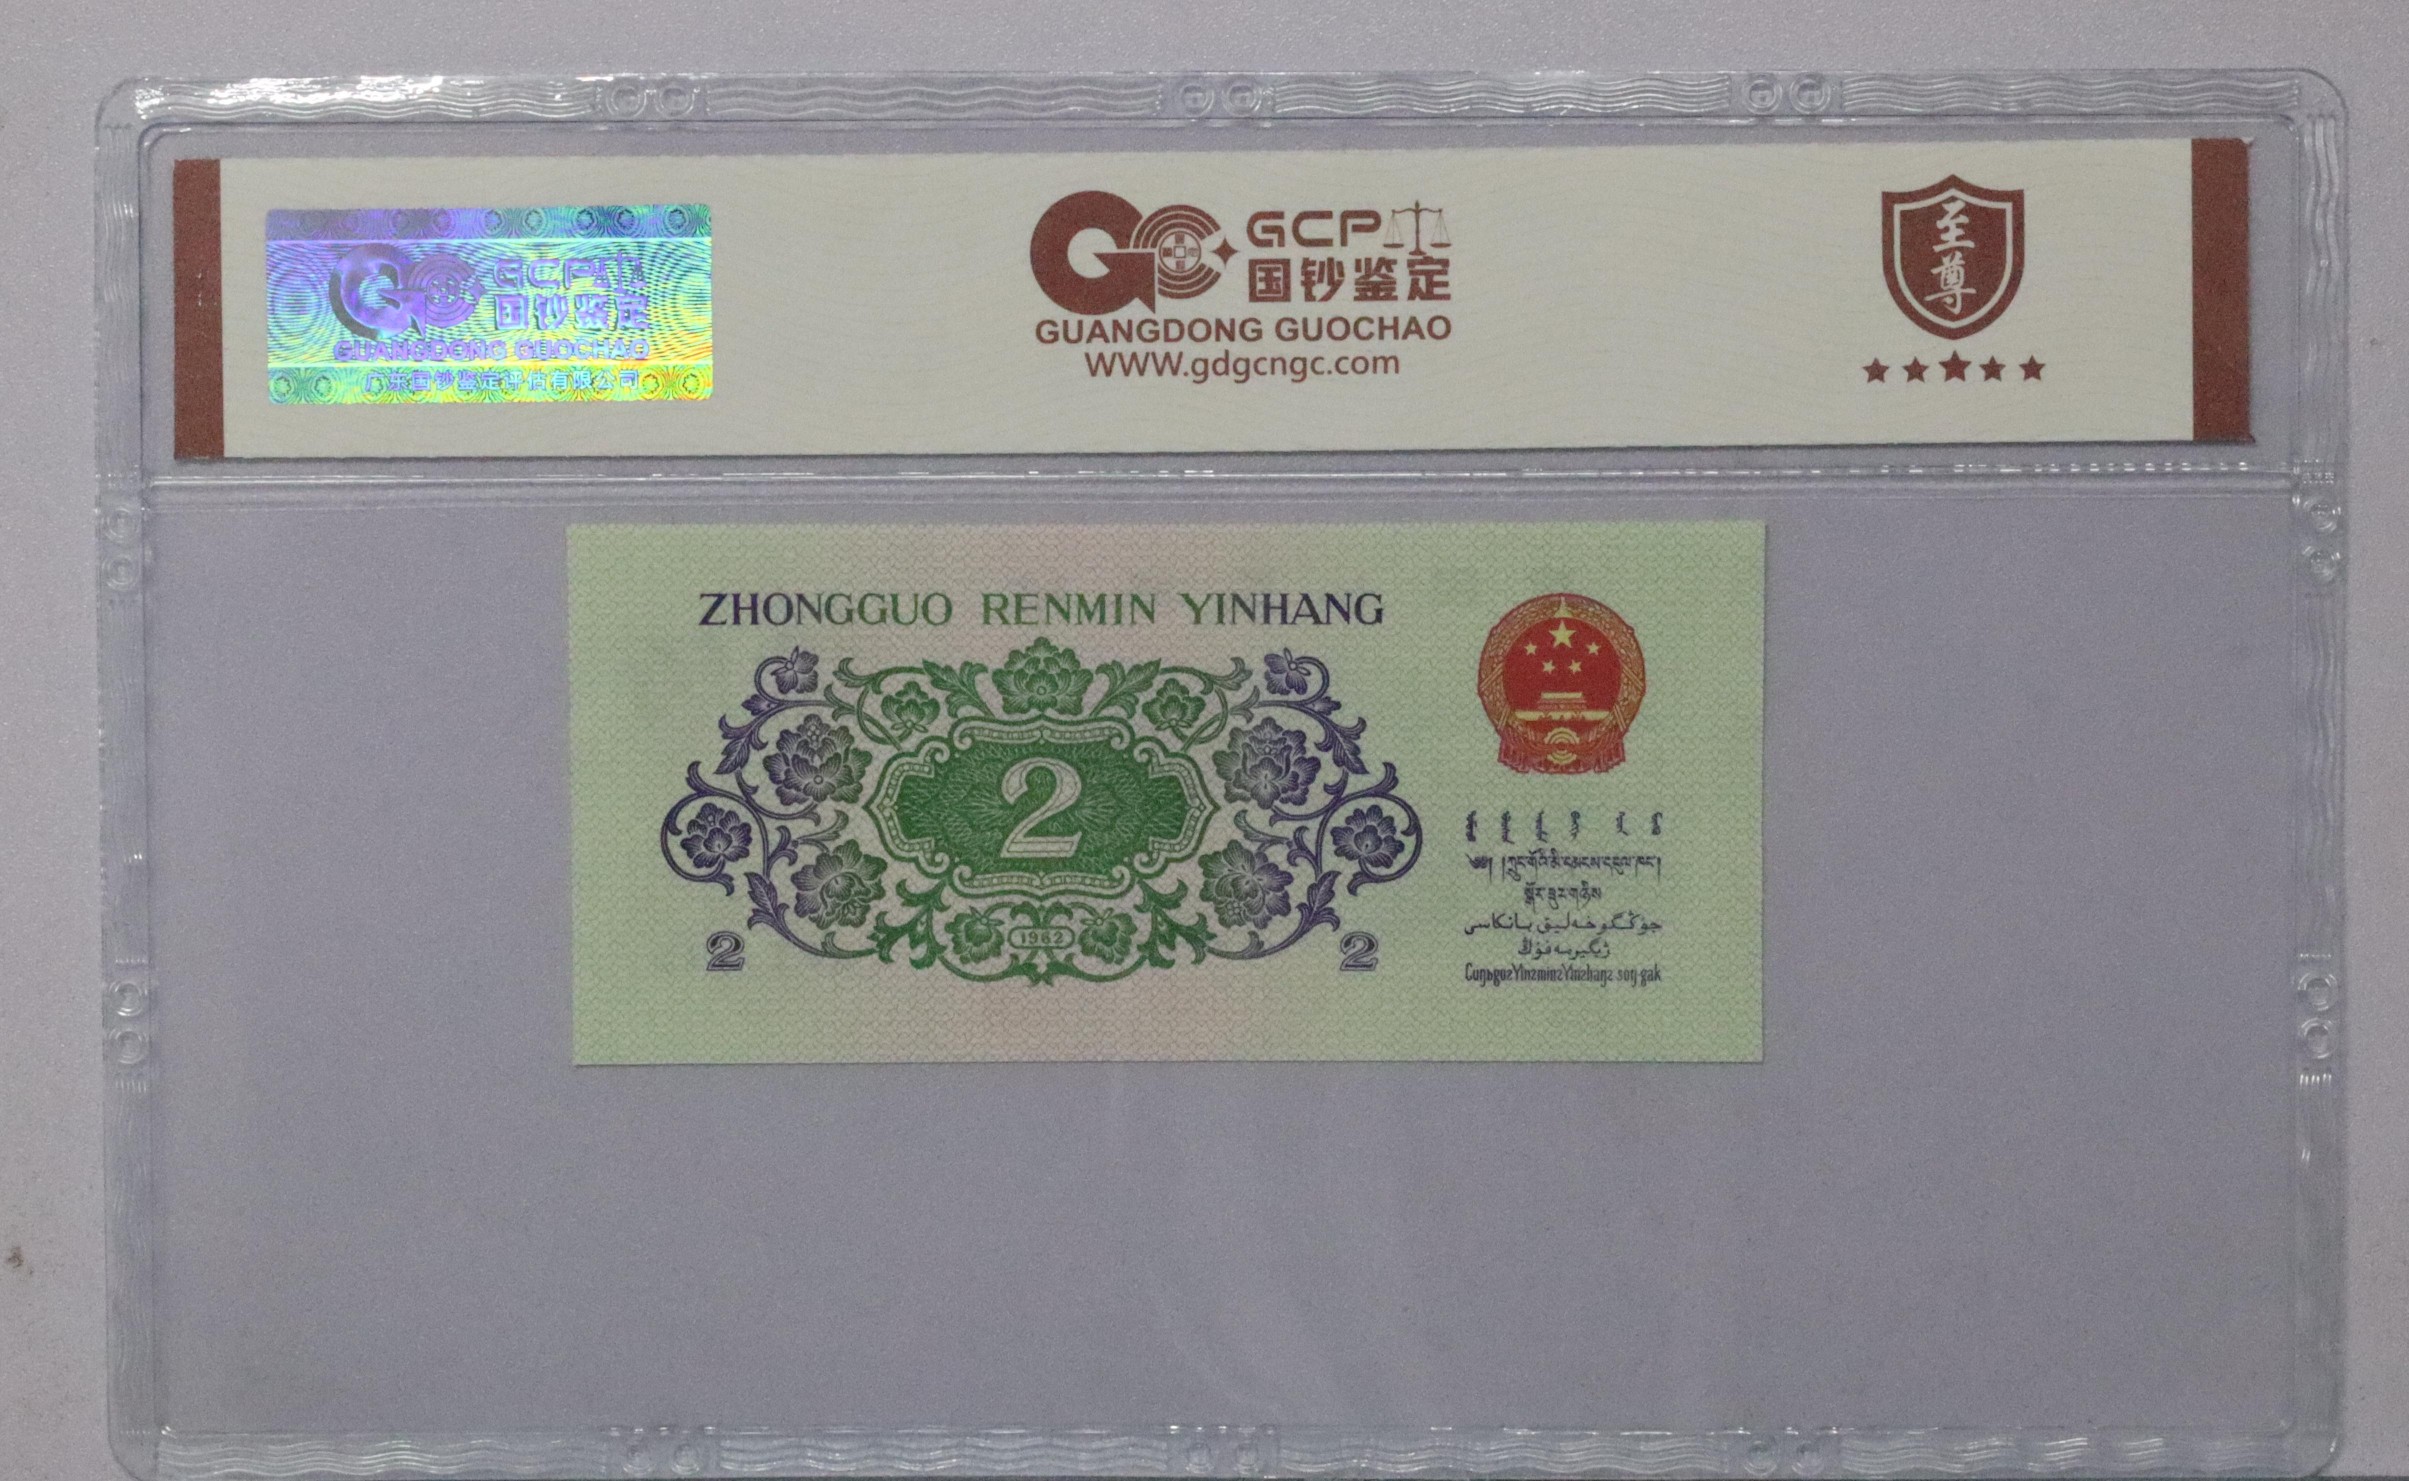 GCP
国钞鉴定
GUANGDONG GUOCHAO
广东国钞鉴定评估有限公司
GCP
国钞鉴定
GUANGDONG GUOCHAO
WWW.gdgcngc.com
至尊
ZHONGGUO RENMIN YINHANG
2
1962
2 2
جۇڭگوخەلىق بانكاسى